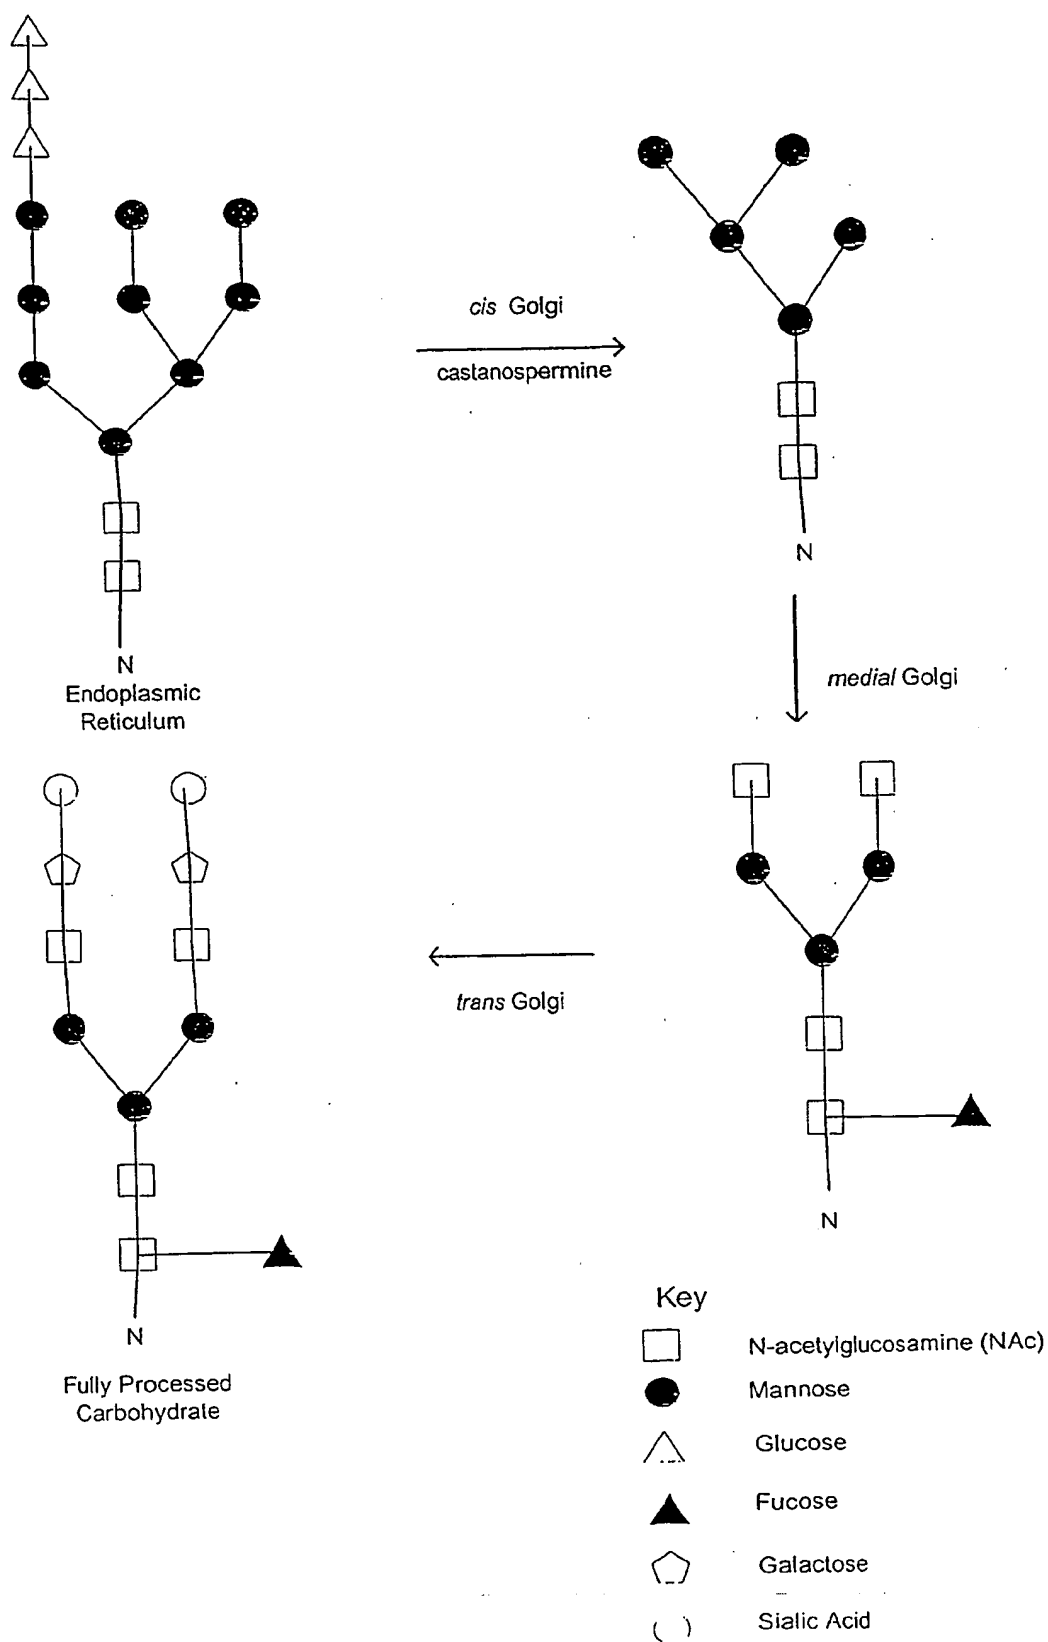 cis Golgi
castanospermine
N
Endoplasmic
Reticulum
N
medial Golgi
trans Golgi
N
N
Fully Processed
Carbohydrate
Key
N-acetylglucosamine (NAc)
Mannose
Glucose
Fucose
Galactose
Sialic Acid